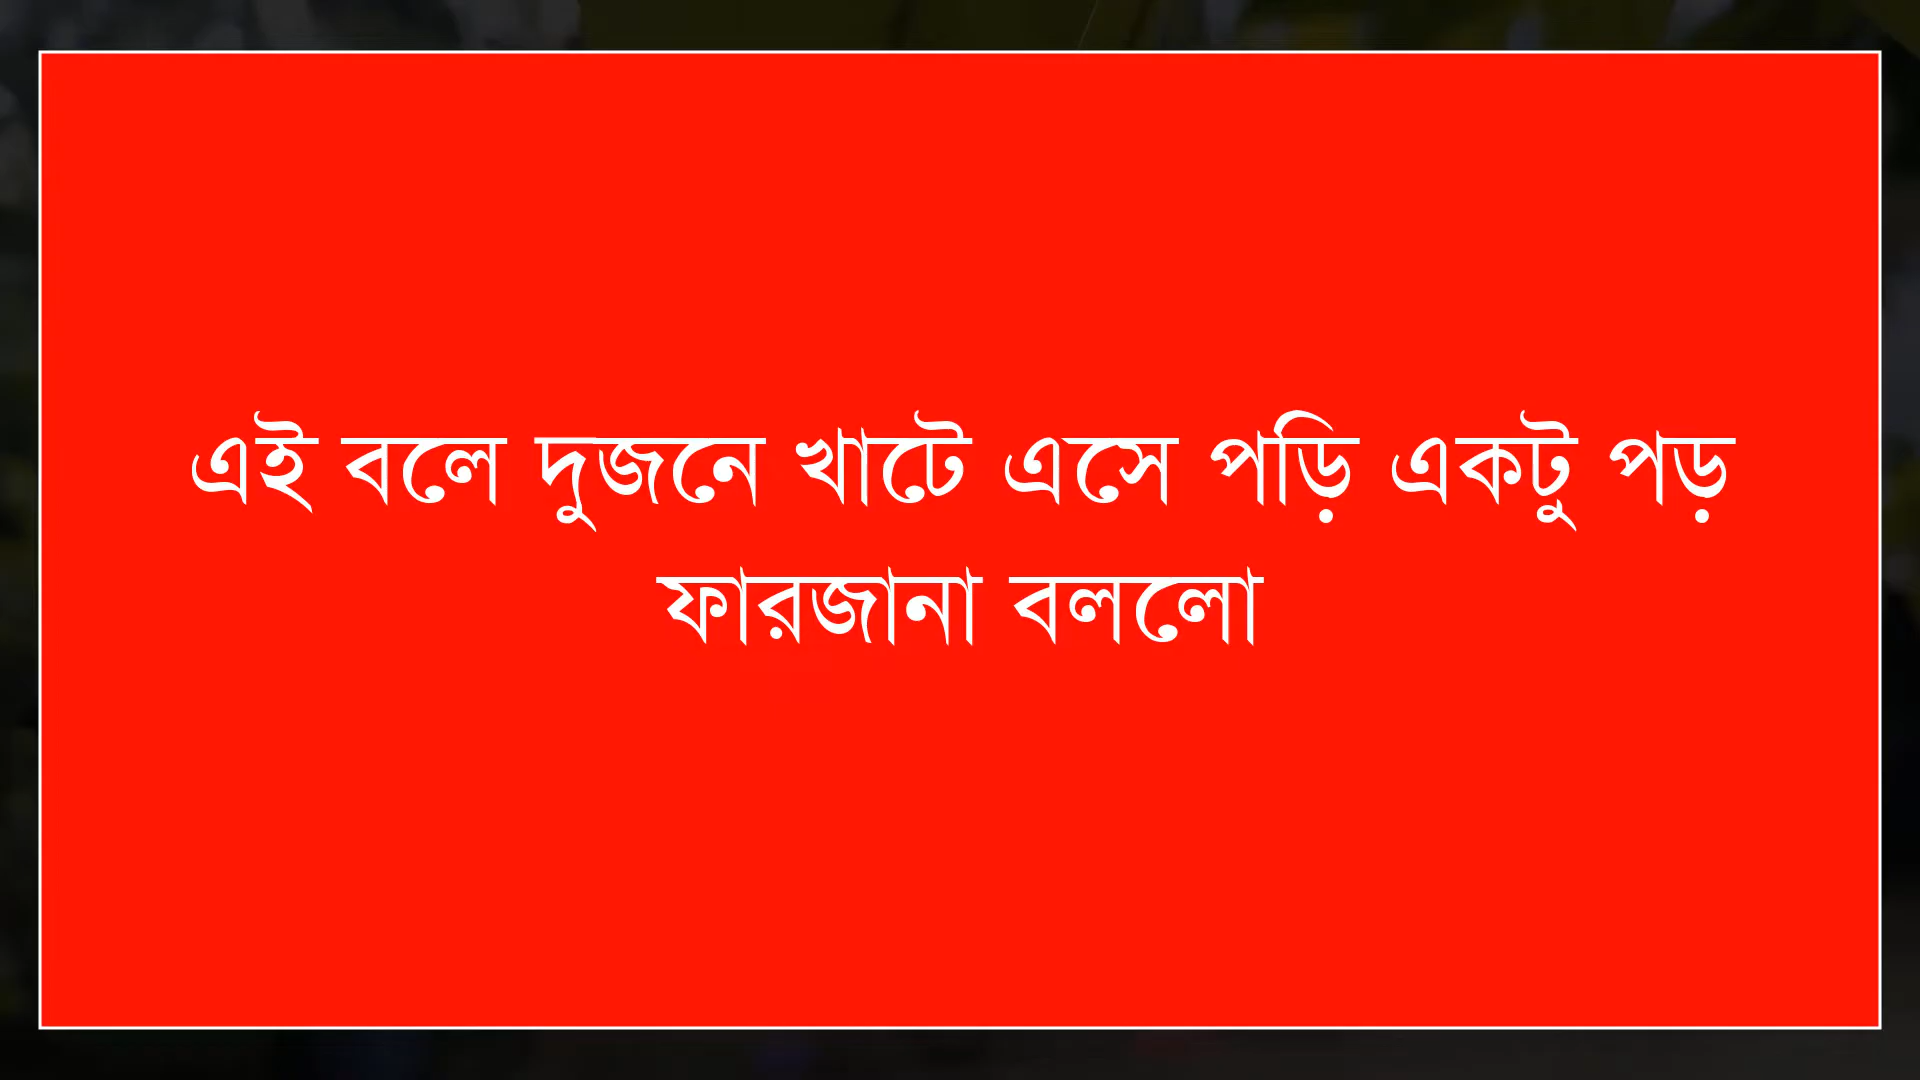 এই বলে দুজনে খাটে এসে পড়ি একটু পড়
ফারজানা বললো